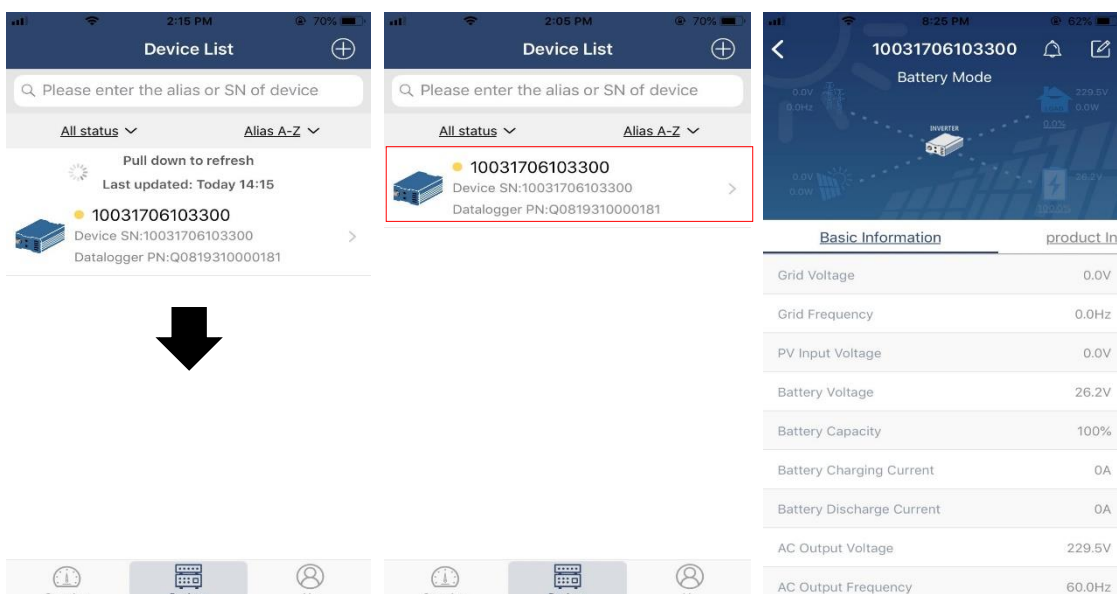 2:15 PM
70%
Device List
Please enter the alias or SN of device
All status
Alias A-Z
Pull down to refresh
Last updated: Today 14:15
10031706103300
Device SN:10031706103300
Datalogger PN:Q0819310000181
2:05 PM
70%
Device List
Please enter the alias or SN of device
All status
Alias A-Z
10031706103300
Device SN:10031706103300
Datalogger PN:Q0819310000181
8:25 PM
62%
10031706103300
Battery Mode
0.0V
0.0Hz
229.5V
0.0W
0.0%
INVERTER
0.0V
0.0W
26.2V
100.0%
Basic Information
product In
Grid Voltage 0.0V
Grid Frequency 0.0Hz
PV Input Voltage 0.0V
Battery Voltage 26.2V
Battery Capacity 100%
Battery Charging Current 0A
Battery Discharge Current 0A
AC Output Voltage 229.5V
AC Output Frequency 60.0Hz